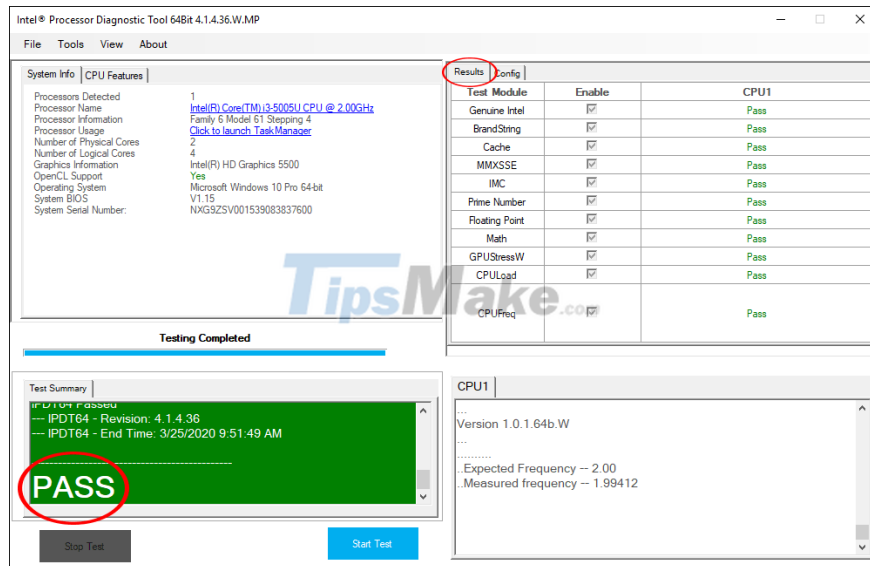 Intel® Processor Diagnostic Tool 64Bit 4.1.4.36.W.MP
File Tools View About
System Info CPU Features
Processors Detected 1
Processor Name Intel(R) Core(TM) i3-5005U CPU @ 2.00GHz
Processor Information Family 6 Model 61 Stepping 4
Processor Usage Click to launch TaskManager
Number of Physical Cores 2
Number of Logical Cores 4
Graphics Information Intel(R) HD Graphics 5500
OpenCL Support Yes
Operating System Microsoft Windows 10 Pro 64-bit
System BIOS V1.15
System Serial Number: NXG9ZSV001539083837600
Results Config
Test Module Enable CPU1
Genuine Intel Pass
BrandString Pass
Cache Pass
MMXSSE Pass
IMC Pass
Prime Number Pass
Floating Point Pass
Math Pass
GPUStressW Pass
CPULoad Pass
CPUFreq Pass
TipsMake.com
Testing Completed
Test Summary
IPDT64 Passed
--- IPDT64 - Revision: 4.1.4.36
--- IPDT64 - End Time: 3/25/2020 9:51:49 AM
----------------------------------------------------
PASS
Stop Test
Start Test
CPU1
...
Version 1.0.1.64b.W
...
..........
..Expected Frequency -- 2.00
..Measured frequency -- 1.99412